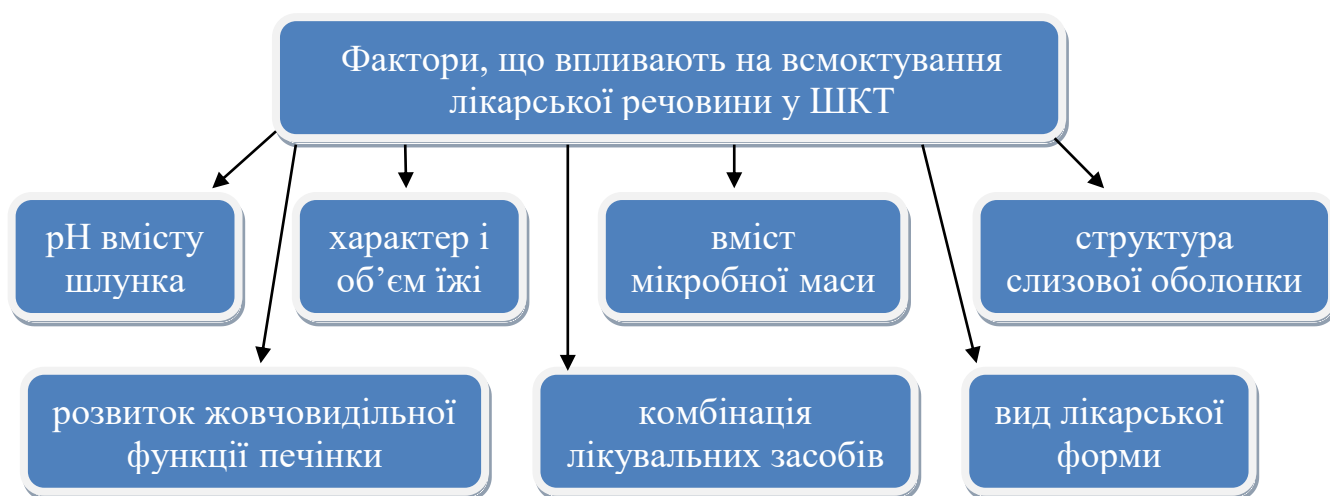 Фактори, що впливають на всмоктування
лікарської речовини у ШКТ
рН вмісту
шлунка
характер і
об’єм їжі
вміст
мікробної маси
структура
слизової оболонки
розвиток жовчовидільної
функції печінки
комбінація
лікувальних засобів
вид лікарської
форми